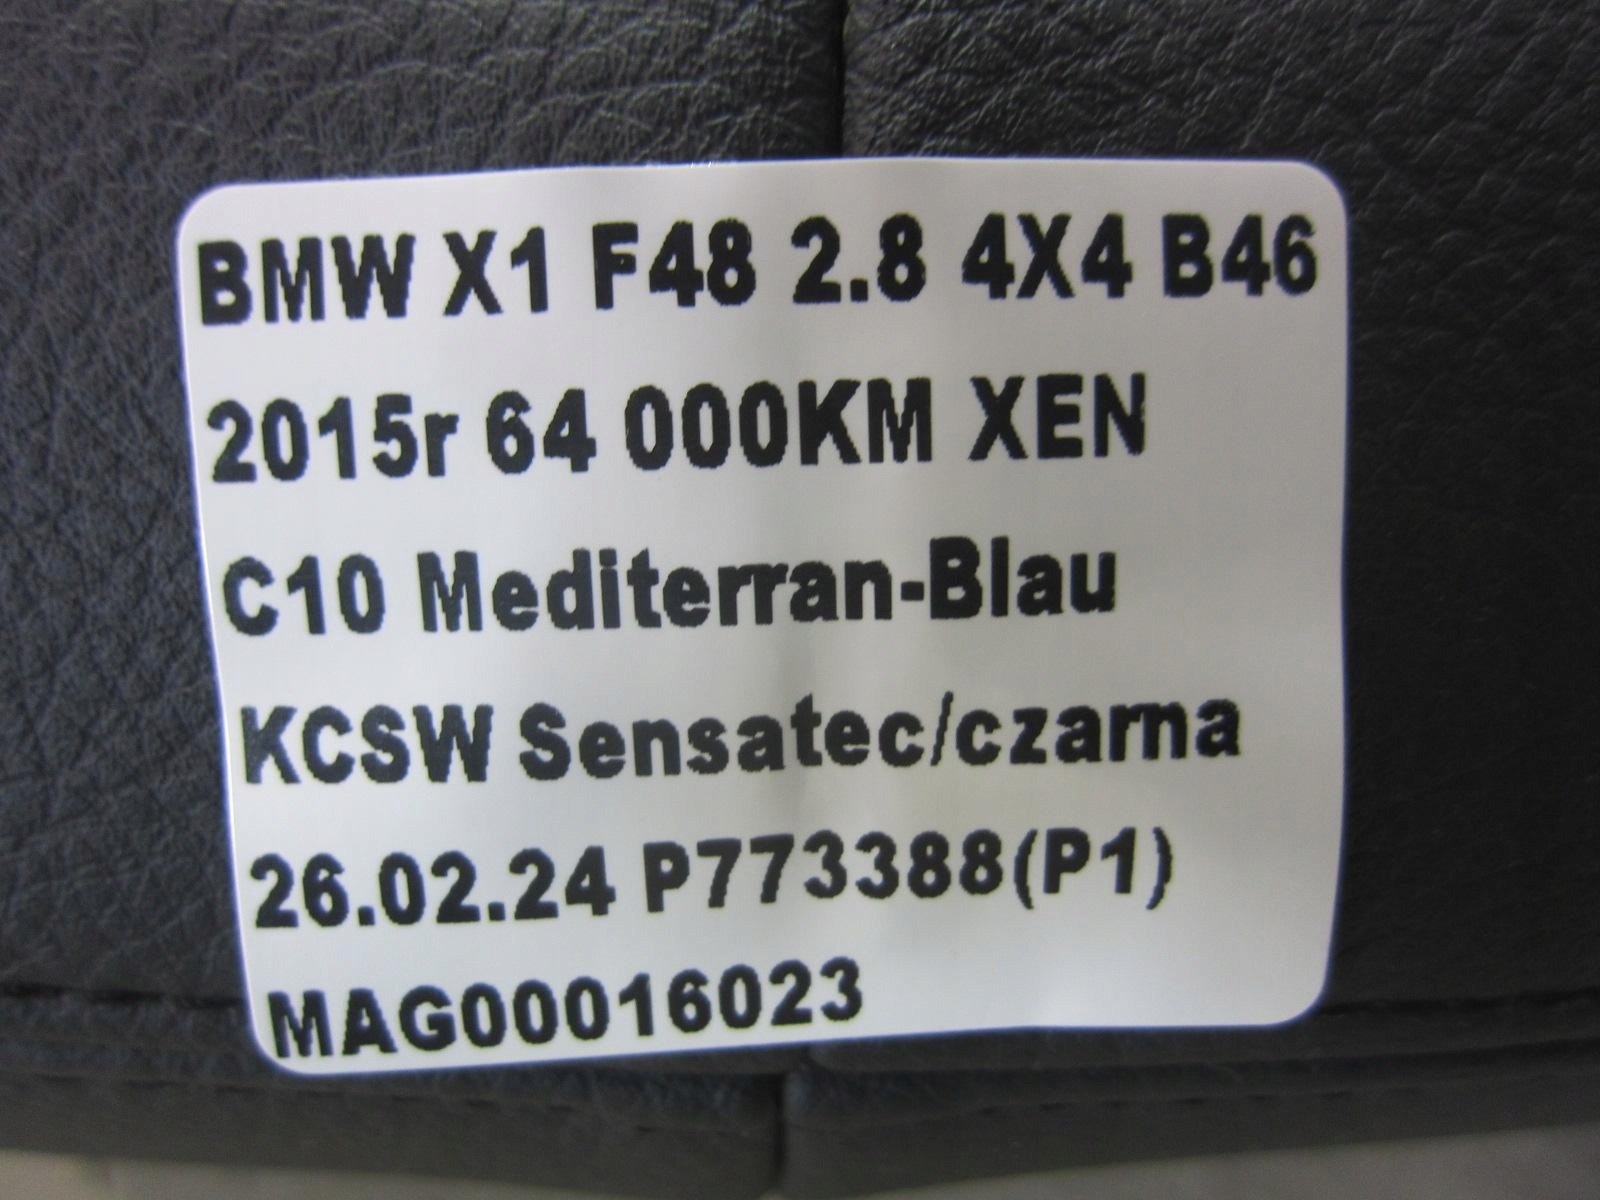 BMW X1 F48 2.8 4X4 B46
2015r 64 000KM XEN
C10 Mediterran-Blau
KCSW Sensatec/czarna
26.02.24 P773388(P1)
MAG00016023